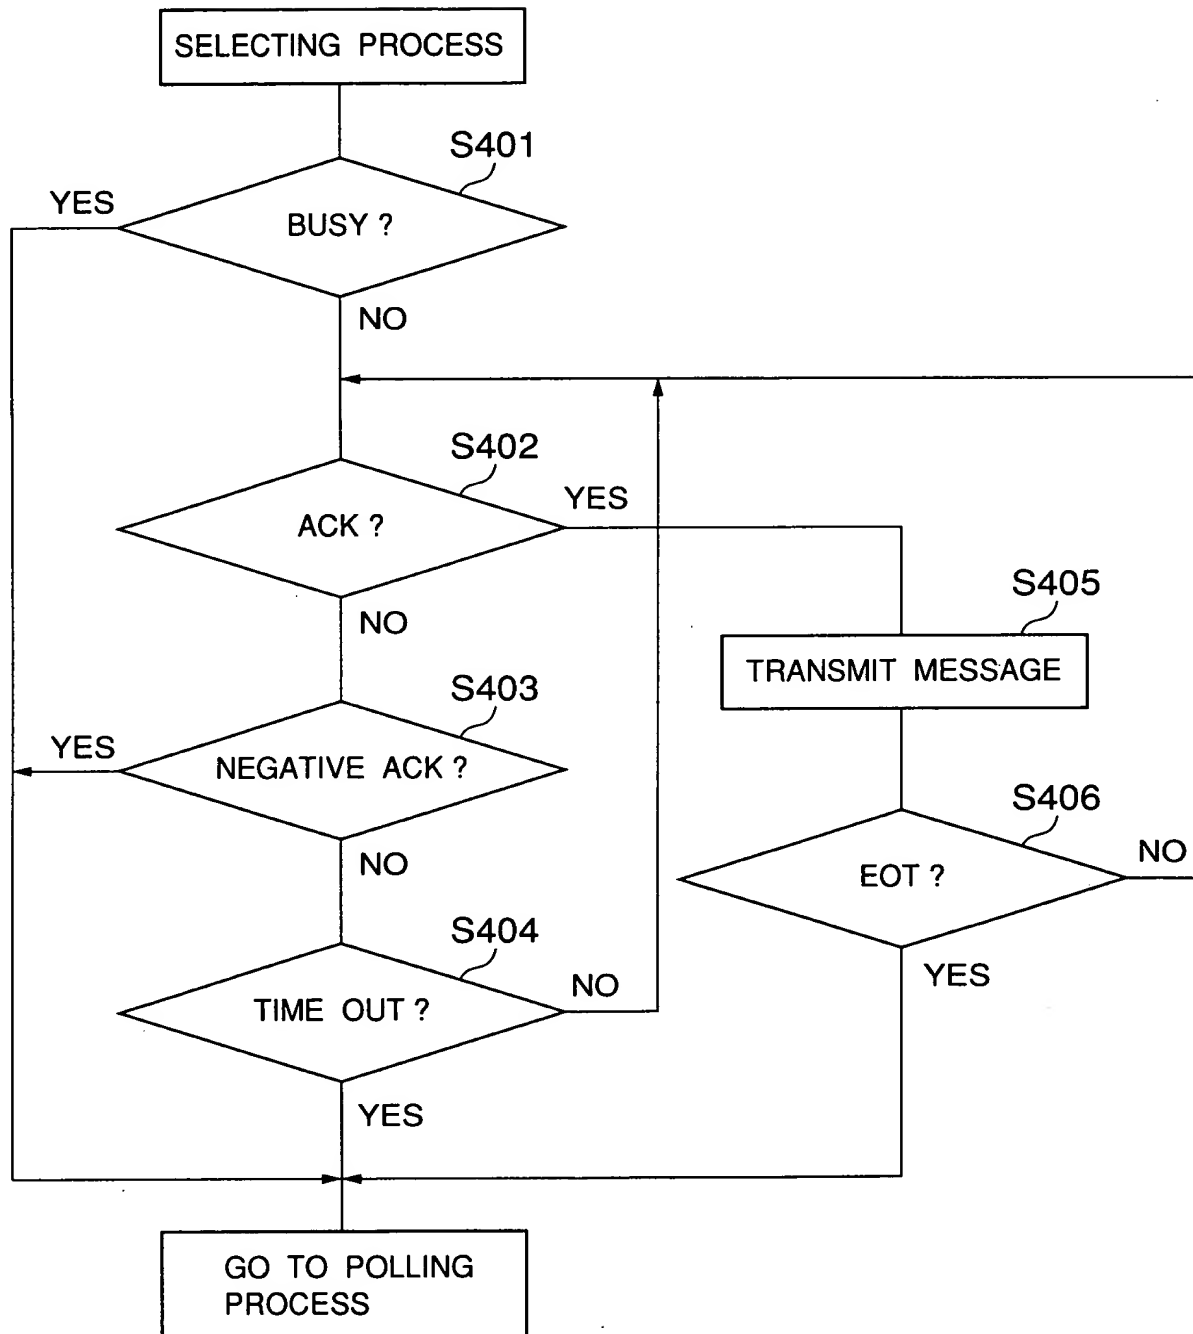 SELECTING PROCESS
S401
YES
BUSY ?
NO
S402
YES
ACK ?
NO
S405
TRANSMIT MESSAGE
S403
YES
NEGATIVE ACK ?
NO
S406
NO
EOT ?
YES
S404
NO
TIME OUT ?
YES
GO TO POLLING
PROCESS